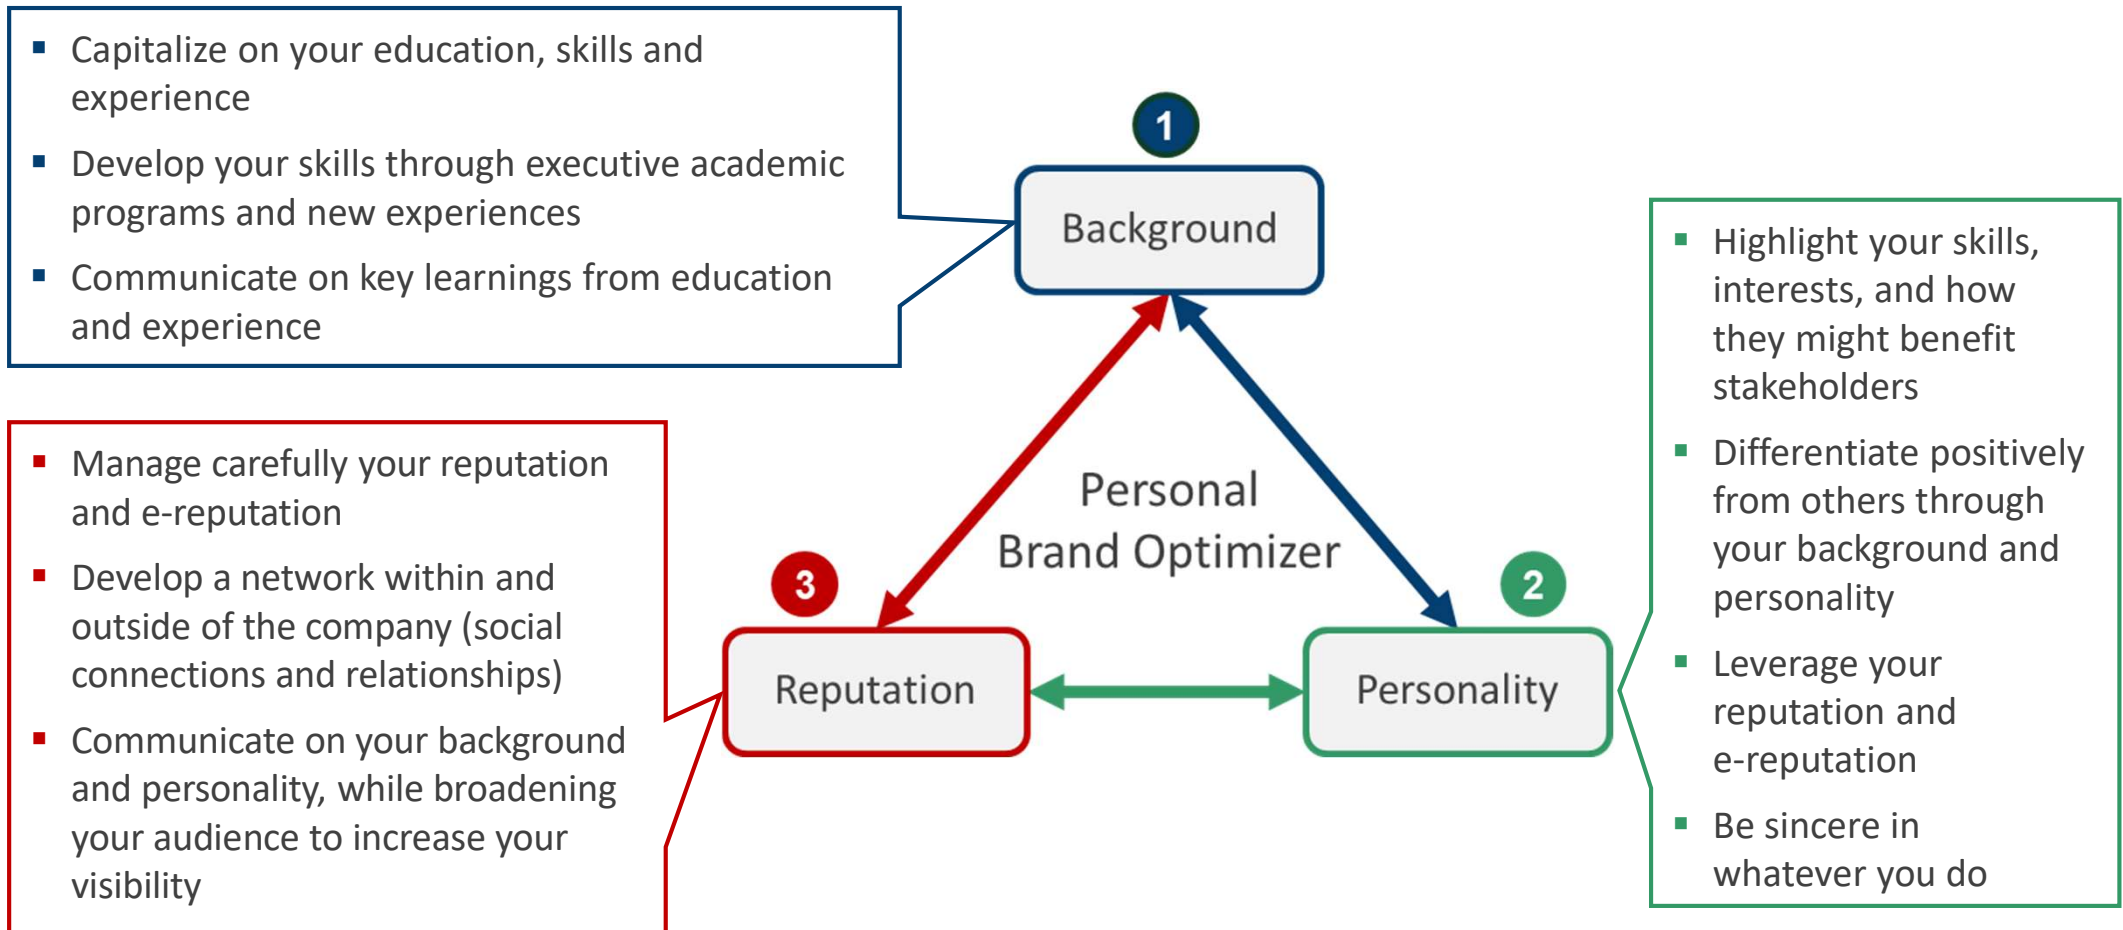 Capitalize on your education, skills and
experience
Develop your skills through executive academic
programs and new experiences
Communicate on key learnings from education
and experience
1
Background
Highlight your skills,
interests, and how
they might benefit
stakeholders
Differentiate positively
from others through
your background and
personality
Leverage your
reputation and
e-reputation
Be sincere in
whatever you do
Manage carefully your reputation
and e-reputation
Develop a network within and
outside of the company (social
connections and relationships)
Communicate on your background
and personality, while broadening
your audience to increase your
visibility
Personal
Brand Optimizer
3
2
Reputation
Personality